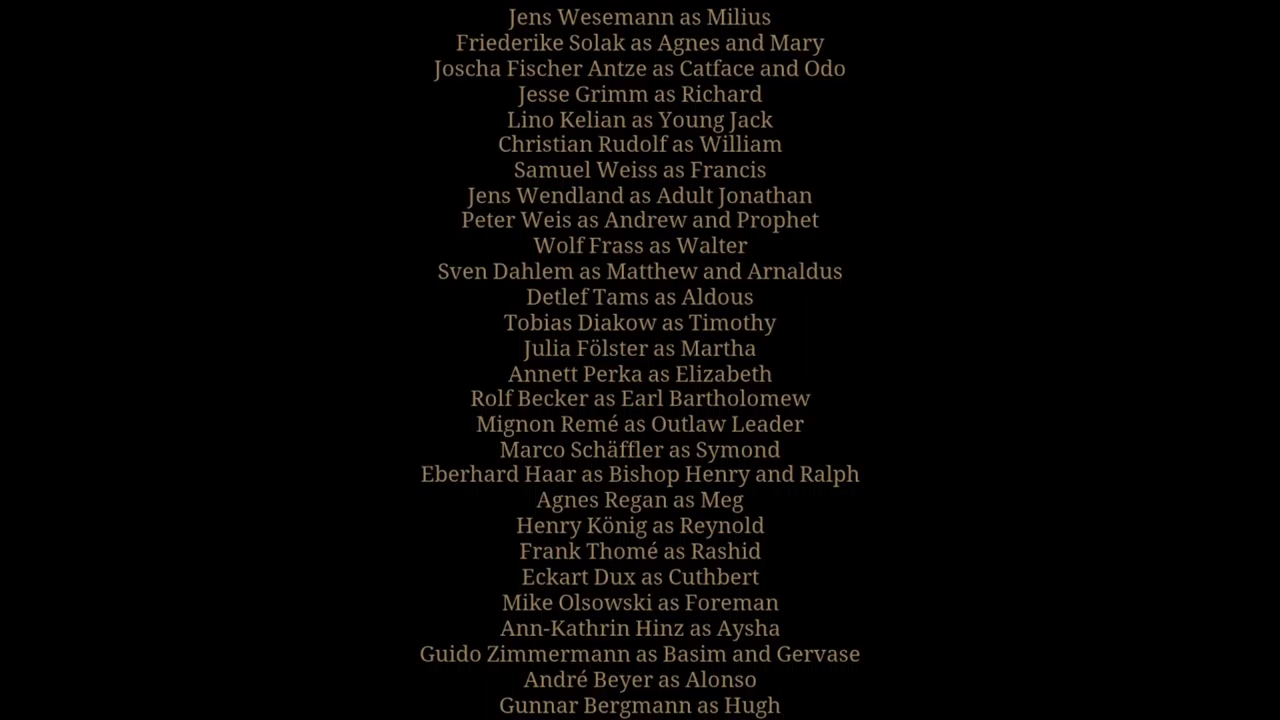 Jens Wesemann as Milius
Friederike Solak as Agnes and Mary
Joscha Fischer Antze as Catface and Odo
Jesse Grimm as Richard
Lino Kelian as Young Jack
Christian Rudolf as William
Samuel Weiss as Francis
Jens Wendland as Adult Jonathan
Peter Weis as Andrew and Prophet
Wolf Frass as Walter
Sven Dahlem as Matthew and Arnaldus
Detlef Tams as Aldous
Tobias Diakow as Timothy
Julia Fölster as Martha
Annett Perka as Elizabeth
Rolf Becker as Earl Bartholomew
Mignon Remé as Outlaw Leader
Marco Schäffler as Symond
Eberhard Haar as Bishop Henry and Ralph
Agnes Regan as Meg
Henry König as Reynold
Frank Thomé as Rashid
Eckart Dux as Cuthbert
Mike Olsowski as Foreman
Ann-Kathrin Hinz as Aysha
Guido Zimmermann as Basim and Gervase
André Beyer as Alonso
Gunnar Bergmann as Hugh